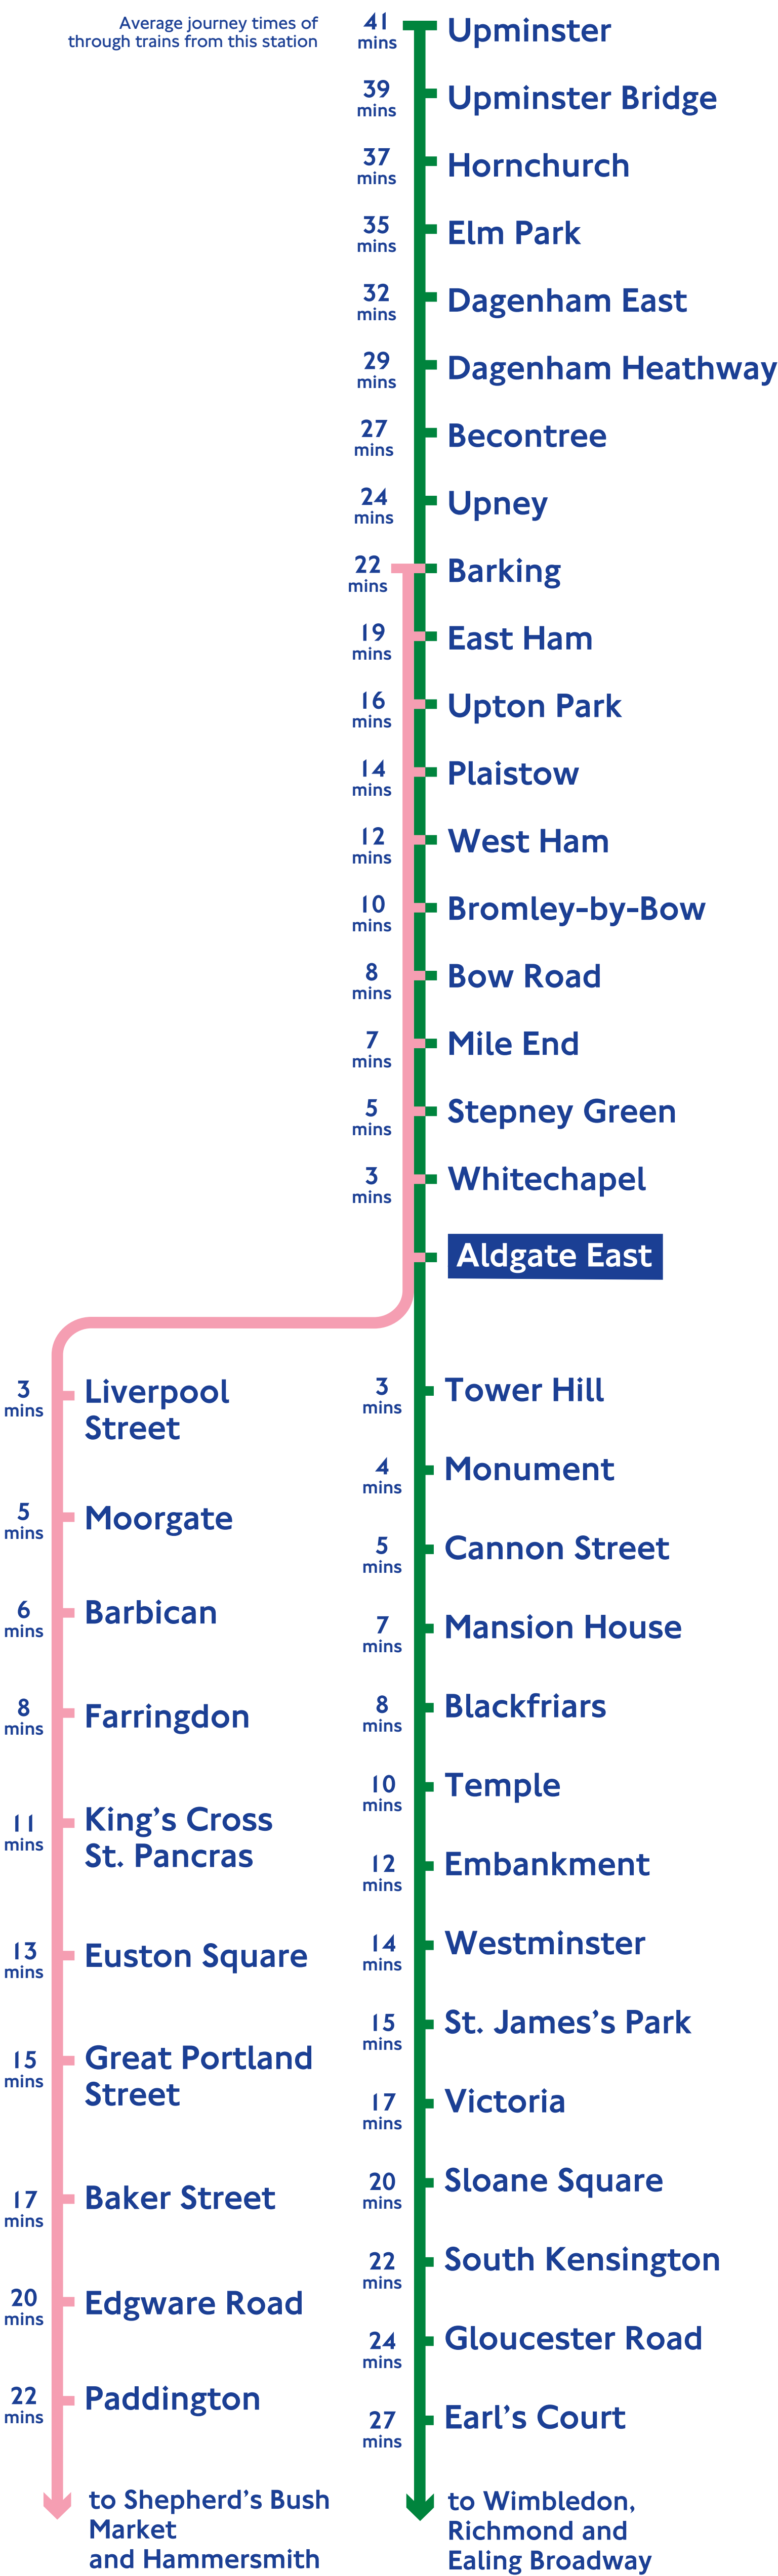 Average journey times of
through trains from this station
41
mins
Upminster
39
mins
Upminster Bridge
37
mins
Hornchurch
35
mins
Elm Park
32
mins
Dagenham East
29
mins
Dagenham Heathway
27
mins
Becontree
24
mins
Upney
22
mins
Barking
19
mins
East Ham
16
mins
Upton Park
14
mins
Plaistow
12
mins
West Ham
10
mins
Bromley-by-Bow
8
mins
Bow Road
7
mins
Mile End
5
mins
Stepney Green
3
mins
Whitechapel
Aldgate East
3
mins
Liverpool
Street
5
mins
Moorgate
6
mins
Barbican
8
mins
Farringdon
11
mins
King's Cross
St. Pancras
13
mins
Euston Square
15
mins
Great Portland
Street
17
mins
Baker Street
20
mins
Edgware Road
22
mins
Paddington
to Shepherd's Bush
Market
and Hammersmith
3
mins
Tower Hill
4
mins
Monument
5
mins
Cannon Street
7
mins
Mansion House
8
mins
Blackfriars
10
mins
Temple
12
mins
Embankment
14
mins
Westminster
15
mins
St. James's Park
17
mins
Victoria
20
mins
Sloane Square
22
mins
South Kensington
24
mins
Gloucester Road
27
mins
Earl's Court
to Wimbledon,
Richmond and
Ealing Broadway